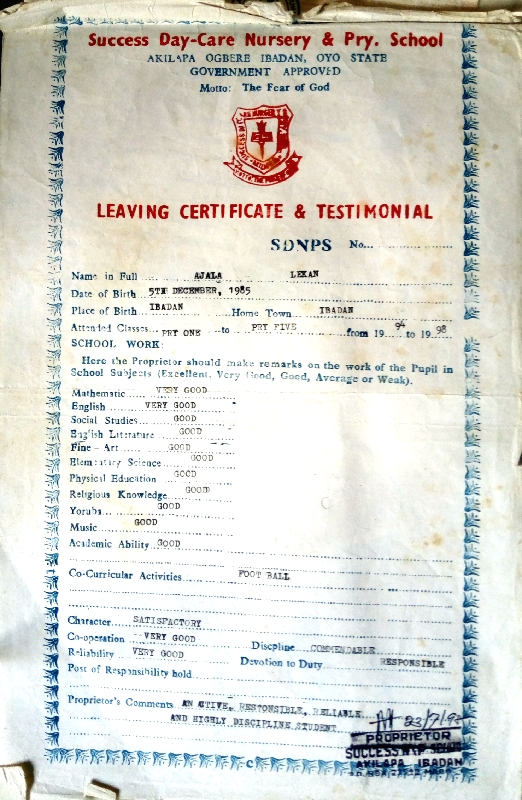 Success Day-Care Nursery & Pry. School
AKILAPA OGBERE IBADAN, OYO STATE
GOVERNMENT APPROVED
Motto: The Fear of God
LEAVING CERTIFICATE & TESTIMONIAL
SDNPS No...
Name in Full AJALA LEKAN
Date of Birth 5TH DECEMBER, 1985
Place of Birth IBADAN Home Town IBADAN
Attended Classes PRY ONE to PRY FIVE from 19 94 to 19 98
SCHOOL WORK:
Here the Proprietor should make remarks on the work of the Pupil in
School Subjects (Excellent, Very Good, Good, Average or Weak).
Mathematic VERY GOOD
English VERY GOOD
Social Studies GOOD
English Literature GOOD
Fine - Art GOOD
Elementary Science GOOD
Physical Education GOOD
Religious Knowledge GOOD
Yoruba GOOD
Music GOOD
Academic Ability GOOD
Co-Curricular Activities FOOT BALL
Character SATISFACTORY
Co-operation VERY GOOD Discpline COMMENDABLE
Reliability VERY GOOD Devotion to Duty RESPONSIBLE
Post of Responsibility hold
Proprietor's Comments AN ACTIVE, RESPONSIBLE, RELIABLE
AND HIGHLY DISCIPLINE STUDENT
PROPRIETOR
SUCCESS
AKILAPA IBADAN